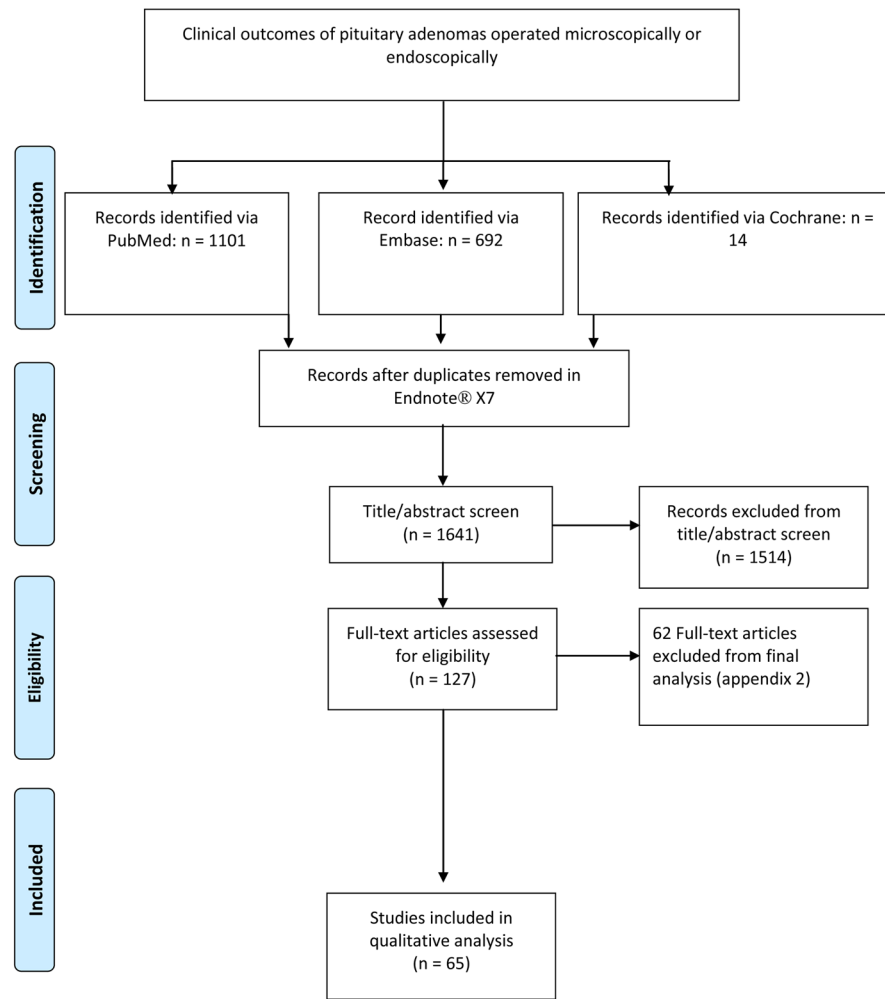 Clinical outcomes of pituitary adenomas operated microscopically or
endoscopically
Identification
Records identified via
PubMed: n = 1101
Record identified via
Embase: n = 692
Records identified via Cochrane: n =
14
Records after duplicates removed in
Endnote® X7
Screening
Title/abstract screen
(n = 1641)
Records excluded from
title/abstract screen
(n = 1514)
Eligibility
Full-text articles assessed
for eligibility
(n = 127)
62 Full-text articles
excluded from final
analysis (appendix 2)
Included
Studies included in
qualitative analysis
(n = 65)